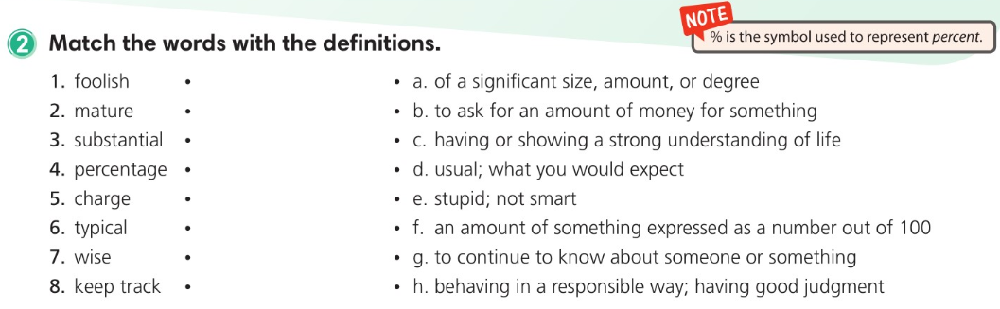 NOTE
% is the symbol used to represent percent.
2 Match the words with the definitions.
1. foolish • • a. of a significant size, amount, or degree
2. mature • • b. to ask for an amount of money for something
3. substantial • • c. having or showing a strong understanding of life
4. percentage • • d. usual; what you would expect
5. charge • • e. stupid; not smart
6. typical • • f. an amount of something expressed as a number out of 100
7. wise • • g. to continue to know about someone or something
8. keep track • • h. behaving in a responsible way; having good judgment